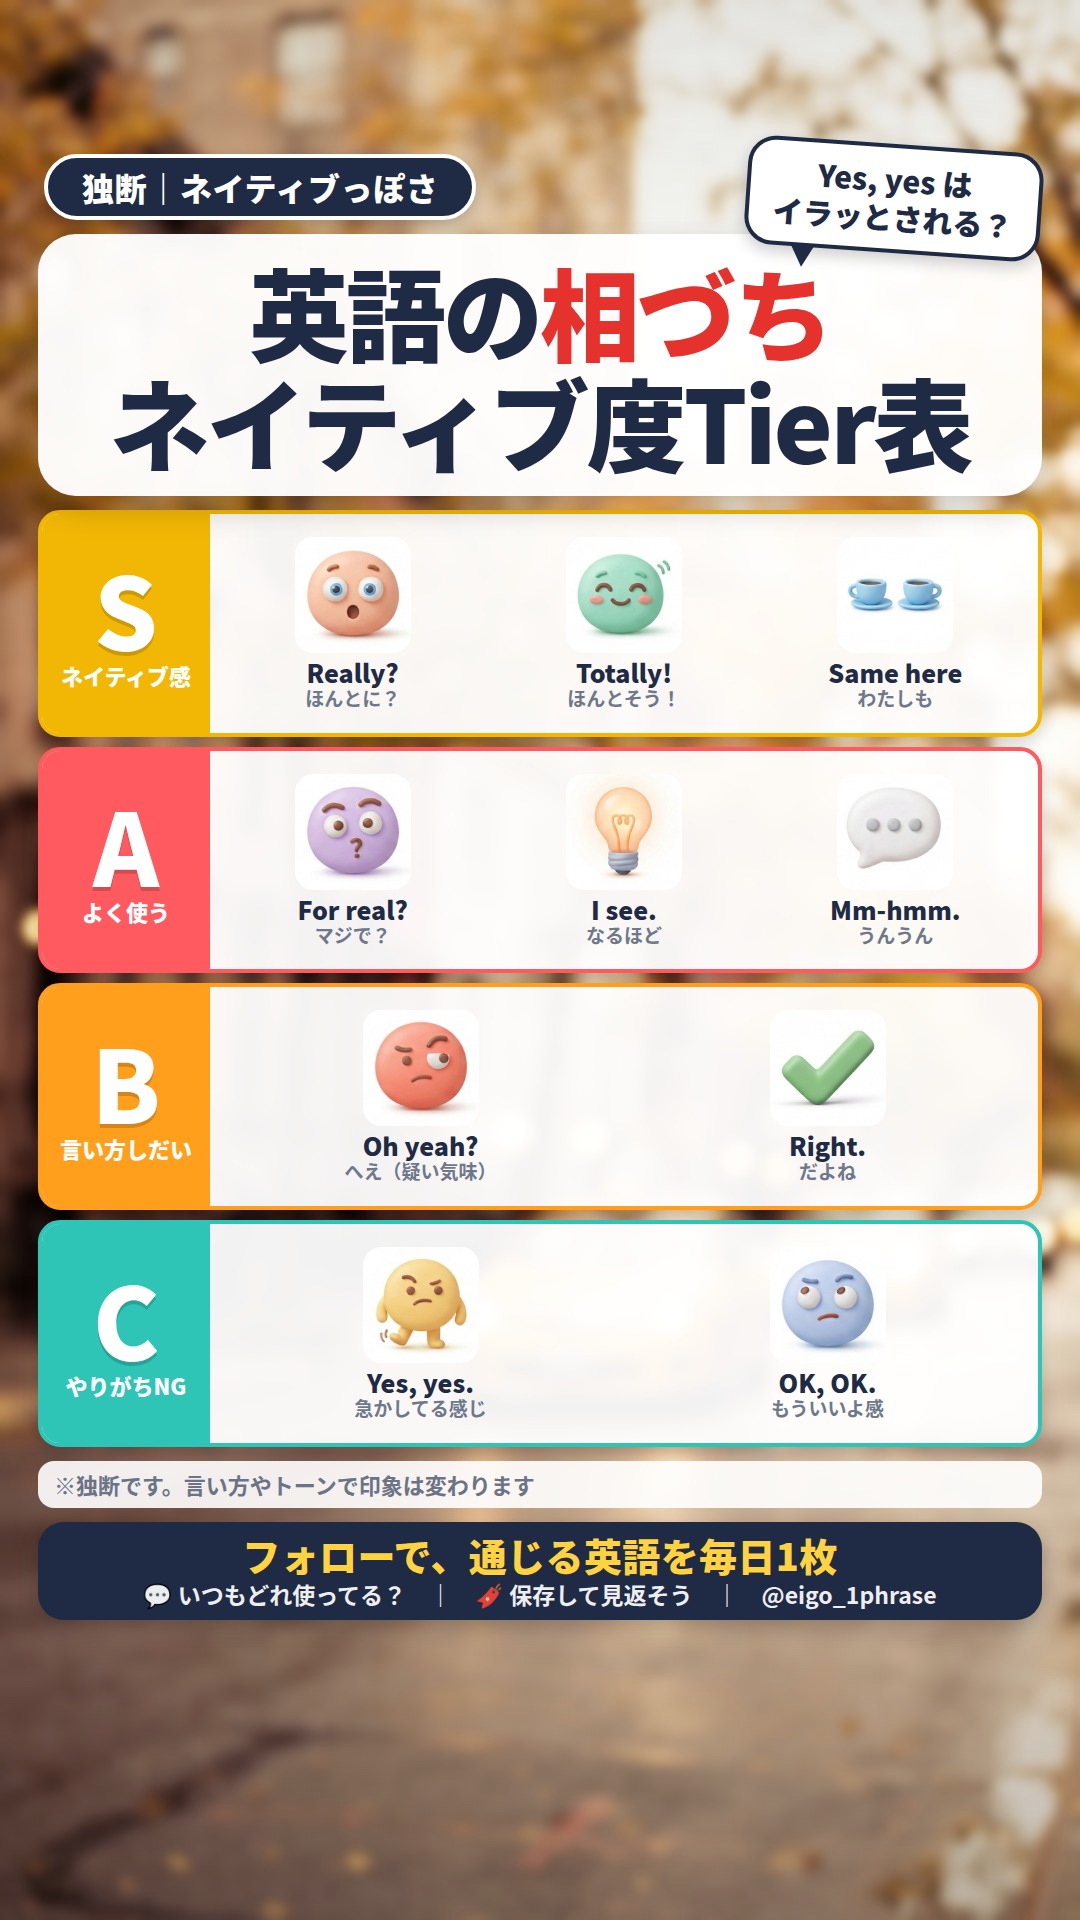 独断｜ネイティブっぽさ
Yes, yes は
イラッとされる？
英語の相づち
ネイティブ度Tier表
S
ネイティブ感
Really?
ほんとに？
Totally!
ほんとそう！
Same here
わたしも
A
よく使う
For real?
マジで？
I see.
なるほど
Mm-hmm.
うんうん
B
言い方しだい
Oh yeah?
へえ（疑い気味）
Right.
だよね
C
やりがちNG
Yes, yes.
急かしてる感じ
OK, OK.
もういいよ感
※独断です。言い方やトーンで印象は変わります
フォローで、通じる英語を毎日1枚
💬 いつもどれ使ってる？ ｜ 🔖 保存して見返そう ｜ @eigo_1phrase